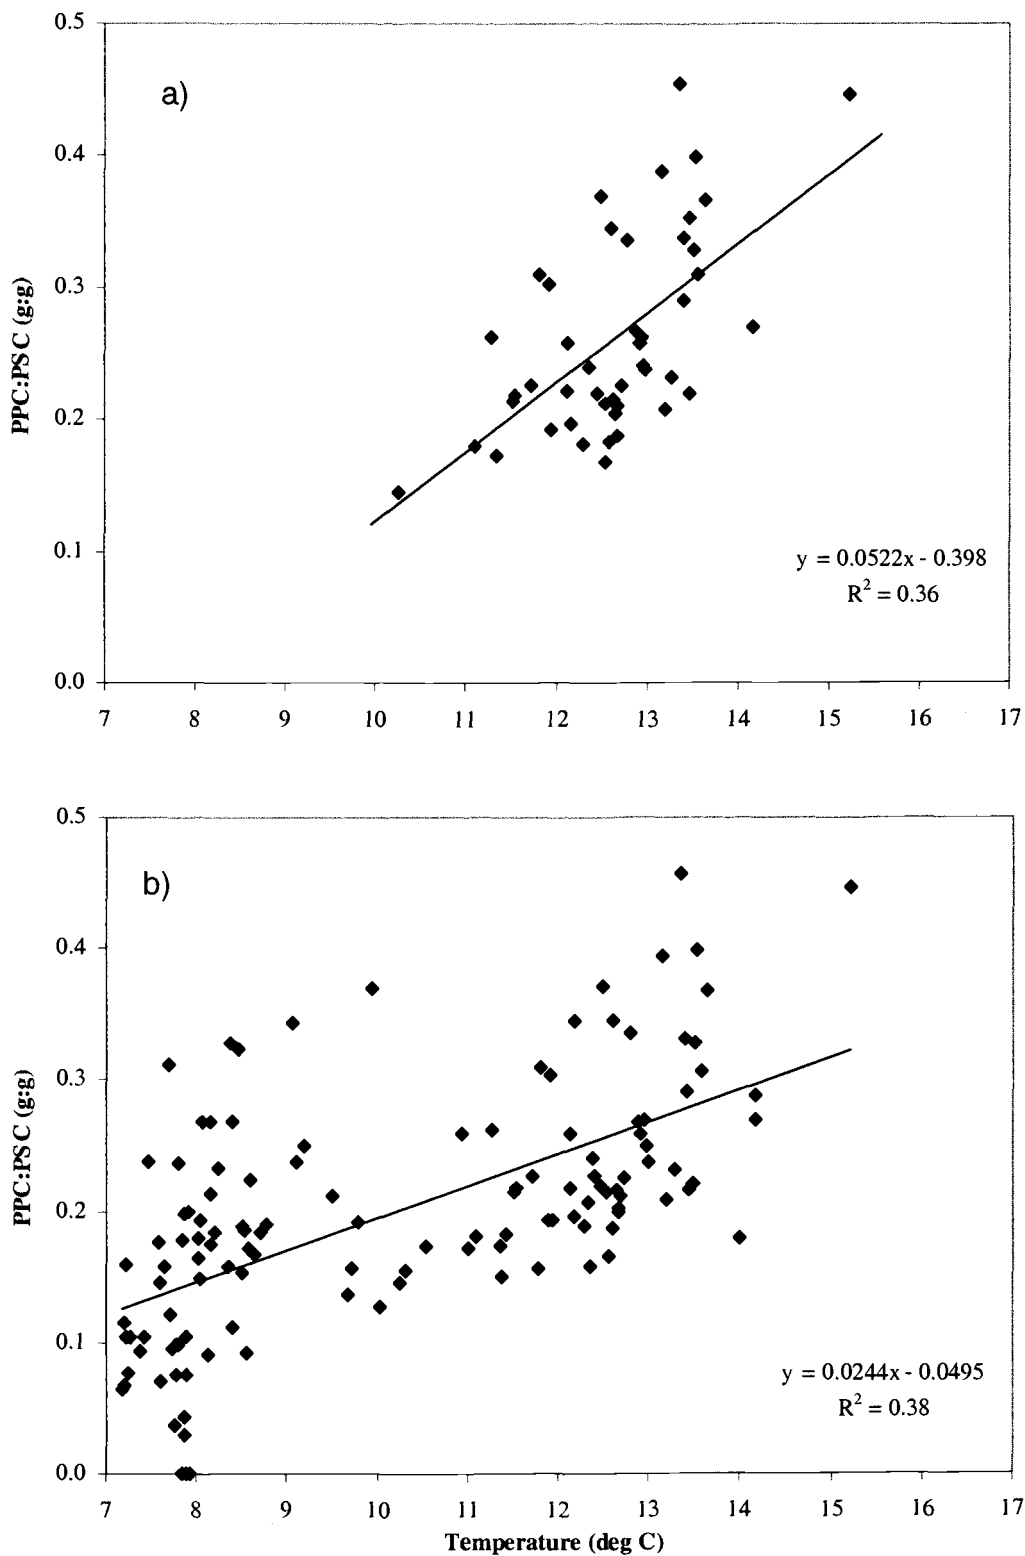 0.5
a)
0.4
0.3
PPC:PSC (g:g)
0.2
0.1
y = 0.0522x - 0.398
R² = 0.36
0.0
7 8 9 10 11 12 13 14 15 16 17
0.5
b)
0.4
0.3
PPC:PSC (g:g)
0.2
0.1
y = 0.0244x - 0.0495
R² = 0.38
0.0
7 8 9 10 11 12 13 14 15 16 17
Temperature (deg C)